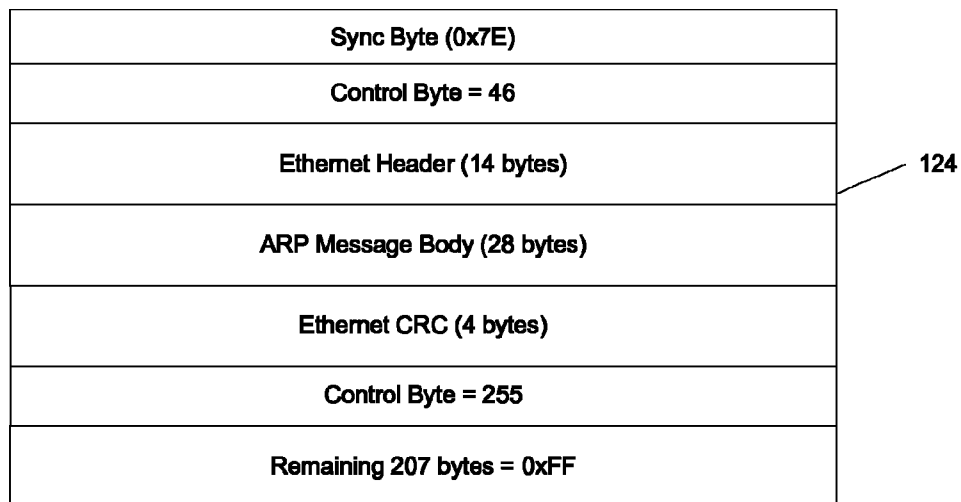 Sync Byte (0x7E)
Control Byte = 46
Ethernet Header (14 bytes)
124
ARP Message Body (28 bytes)
Ethernet CRC (4 bytes)
Control Byte = 255
Remaining 207 bytes = 0xFF